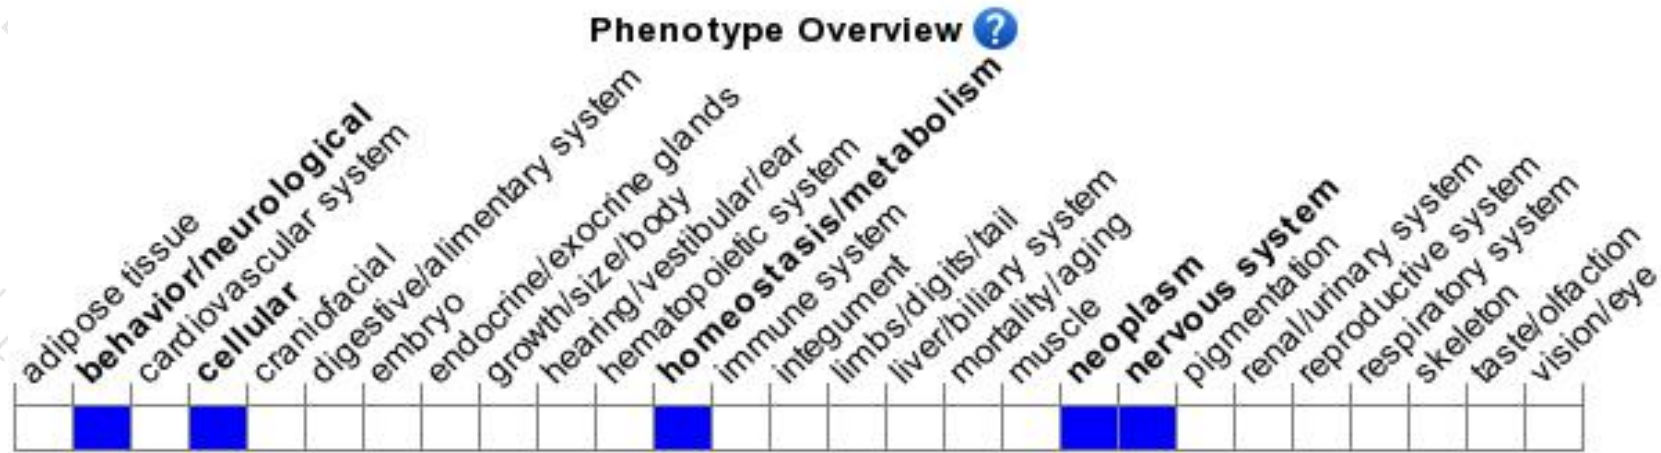 Phenotype Overview ?
adipose tissue
behavior/neurological
cardiovascular system
cellular
craniofacial
digestive/alimentary system
embryo
endocrine/exocrine glands
growth/size/body
hearing/vestibular/ear
hematopoietic system
homeostasis/metabolism
immune system
integument
limbs/digits/tail
liver/biliary system
mortality/aging
muscle
neoplasm
nervous system
pigmentation
renal/urinary system
reproductive system
respiratory system
skeleton
taste/olfaction
vision/eye